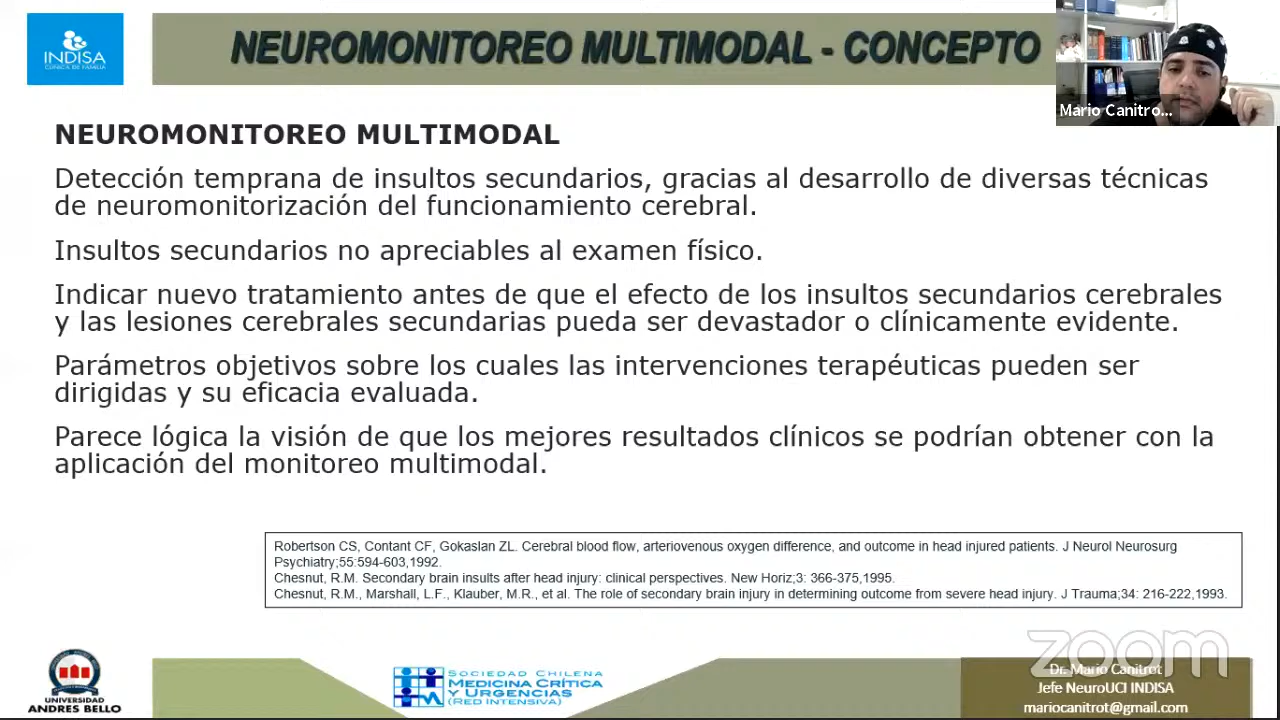 INDISA
CLÍNICA DE FAMILIA
NEUROMONITOREO MULTIMODAL - CONCEPTO
Mario Canitro...
NEUROMONITOREO MULTIMODAL
Detección temprana de insultos secundarios, gracias al desarrollo de diversas técnicas
de neuromonitorización del funcionamiento cerebral.
Insultos secundarios no apreciables al examen físico.
Indicar nuevo tratamiento antes de que el efecto de los insultos secundarios cerebrales
y las lesiones cerebrales secundarias pueda ser devastador o clínicamente evidente.
Parámetros objetivos sobre los cuales las intervenciones terapéuticas pueden ser
dirigidas y su eficacia evaluada.
Parece lógica la visión de que los mejores resultados clínicos se podrían obtener con la
aplicación del monitoreo multimodal.
Robertson CS, Contant CF, Gokaslan ZL. Cerebral blood flow, arteriovenous oxygen difference, and outcome in head injured patients. J Neurol Neurosurg
Psychiatry;55:594-603,1992.
Chesnut, R.M. Secondary brain insults after head injury: clinical perspectives. New Horiz;3: 366-375,1995.
Chesnut, R.M., Marshall, L.F., Klauber, M.R., et al. The role of secondary brain injury in determining outcome from severe head injury. J Trauma;34: 216-222,1993.
UNIVERSIDAD
ANDRES BELLO
SOCIEDAD CHILENA
MEDICINA CRÍTICA
Y URGENCIAS
(RED INTENSIVA)
zoom
Dr. Mario Canitrot
Jefe NeuroUCI INDISA
mariocanitrot@gmail.com